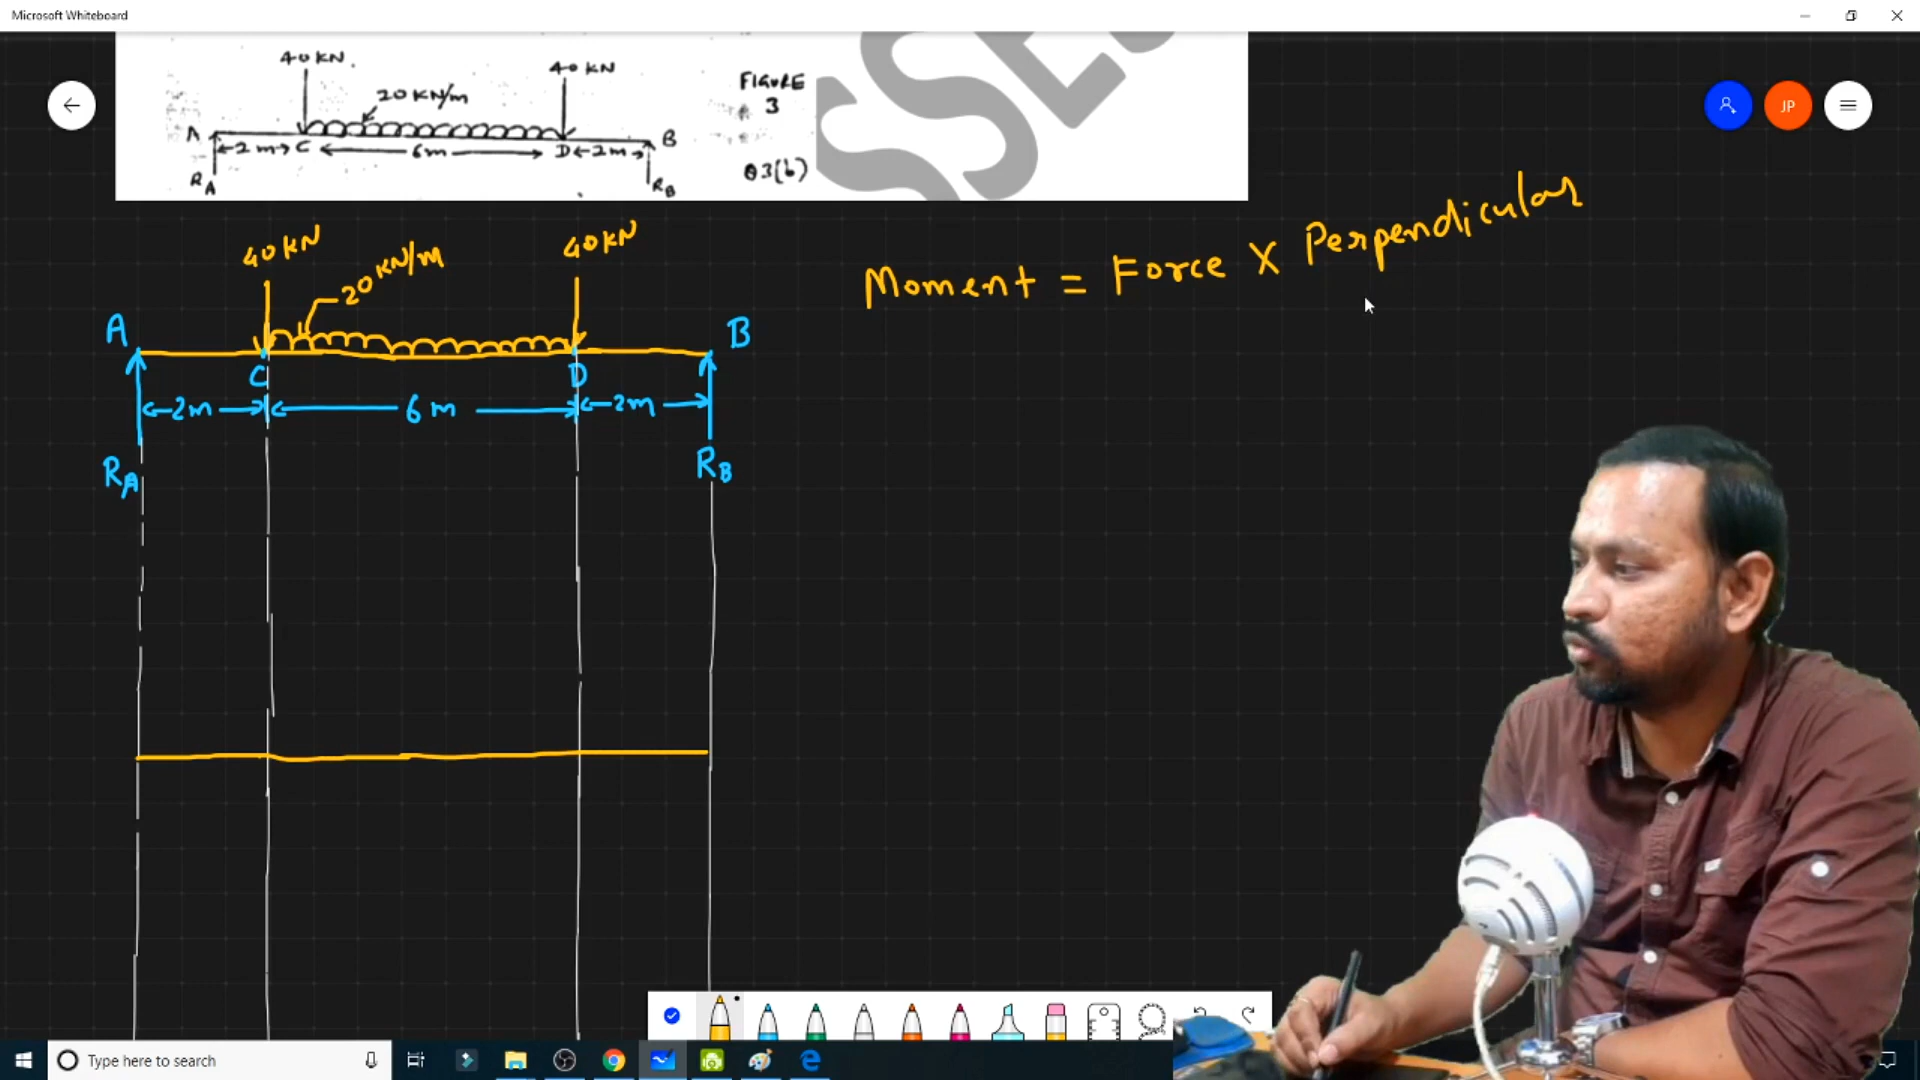 Microsoft Whiteboard
40 KN.
40 KN
20 KN/m
FIGURE
3
A
2 m
C
6m
D
2m
B
RA
RB
Q3(b)
JP
40 KN
20 KN/m
40 KN
Moment = Force X Perpendicular
A
B
C
D
2m
6 m
2m
RA
RB
Type here to search